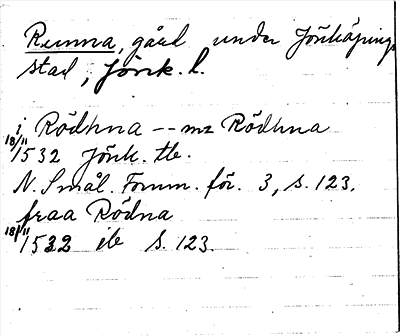 Runna, gård under Jönköpings
stad, Jönk. l.
i Rödhna -- mz Rödhna
18/11 1532 Jönk. tb.
N. Smål. Fornm. för. 3, s. 123.
fraa Rödna
18/11 1532 ib s. 123.